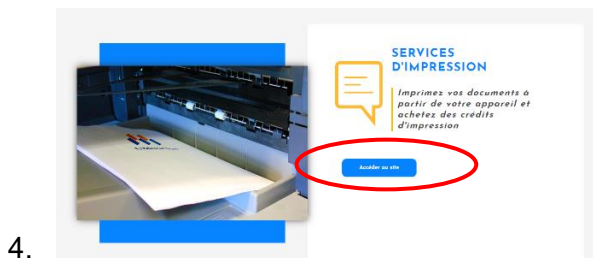 SERVICES
D'IMPRESSION
Imprimez vos documents à
partir de votre appareil et
achetez des crédits
d'impression
Accéder au site
4.